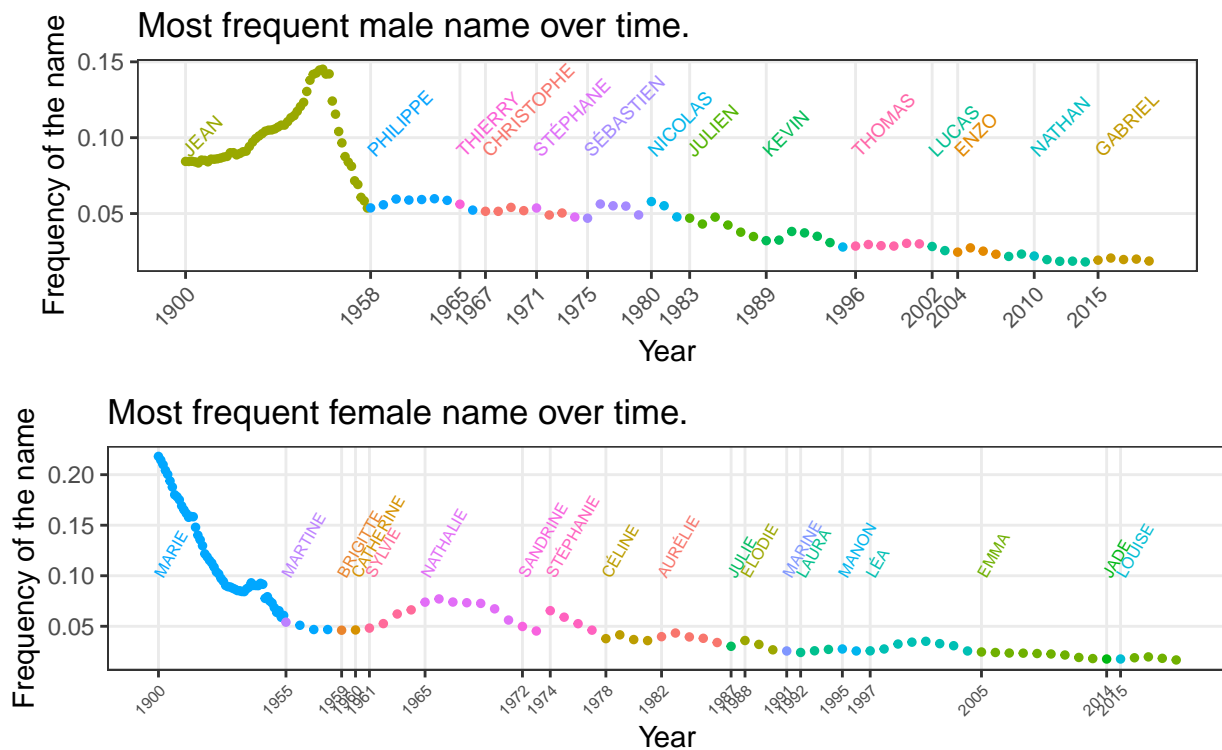 Most frequent male name over time.
Frequency of the name
0.15
0.10
0.05
JEAN
PHILIPPE
THIERRY
CHRISTOPHE
STÉPHANE
SÉBASTIEN
NICOLAS
JULIEN
KEVIN
THOMAS
LUCAS
ENZO
NATHAN
GABRIEL
1900
1958
1965
1967
1971
1975
1980
1983
1989
1996
2002
2004
2010
2015
Year
Most frequent female name over time.
Frequency of the name
0.20
0.15
0.10
0.05
MARIE
MARTINE
BRIGITTE
CATHERINE
SYLVIE
NATHALIE
SANDRINE
STÉPHANIE
CÉLINE
AURÉLIE
JULIE
ELODIE
MARINE
LAURA
MANON
LÉA
EMMA
JADE
LOUISE
1900
1955
1959
1960
1961
1965
1972
1974
1978
1982
1987
1988
1991
1992
1995
1997
2005
2014
2015
Year